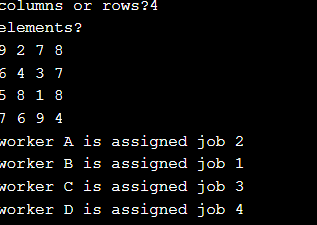 columns or rows?4
elements?
9 2 7 8
6 4 3 7
5 8 1 8
7 6 9 4
worker A is assigned job 2
worker B is assigned job 1
worker C is assigned job 3
worker D is assigned job 4